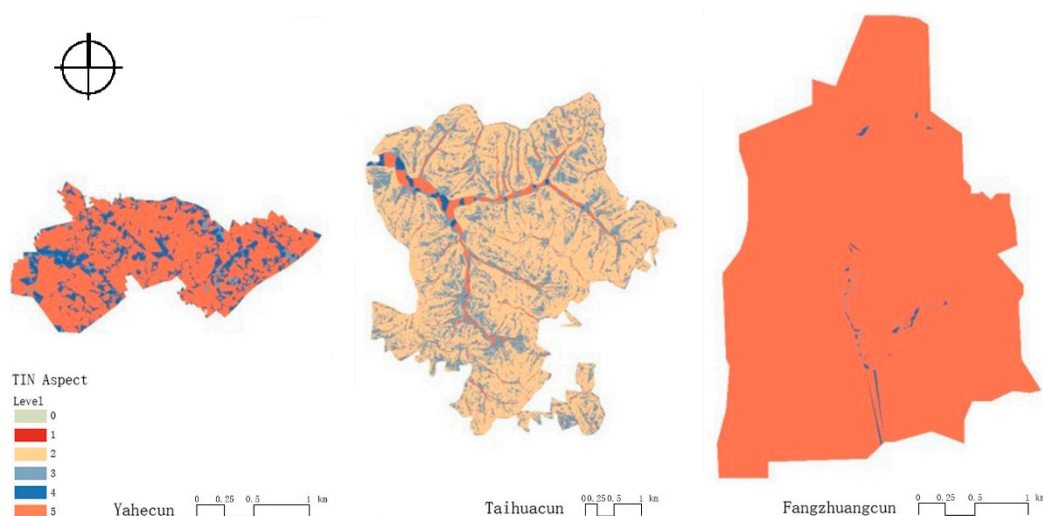 TIN Aspect
Level
0
1
2
3
4
5
0 0.25 0.5 1 km
Yahecun
0 0.25 0.5 1 km
Taihuacun
0 0.25 0.5 1 km
Fangzhuangcun